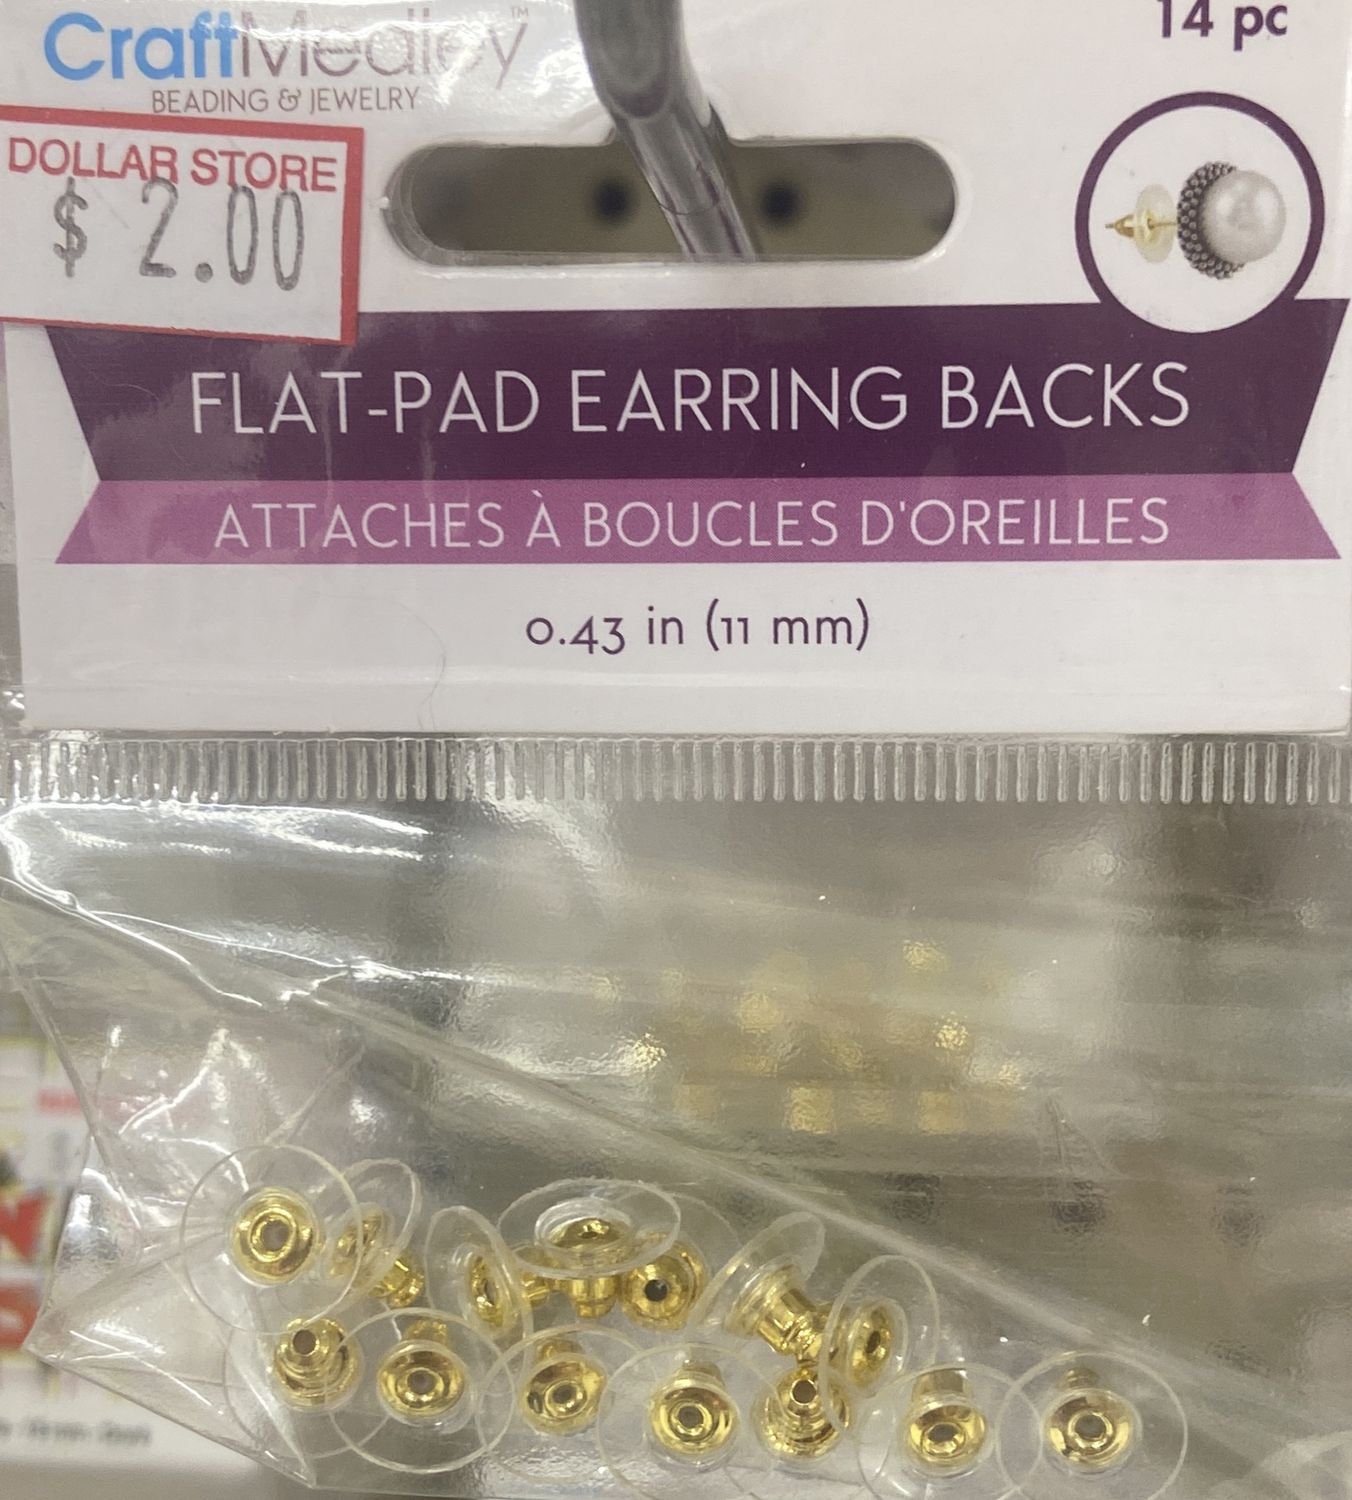 CraftMedley™
14 pc
BEADING & JEWELRY
DOLLAR STORE
$ 2.00
FLAT-PAD EARRING BACKS
ATTACHES À BOUCLES D'OREILLES
0.43 in (11 mm)